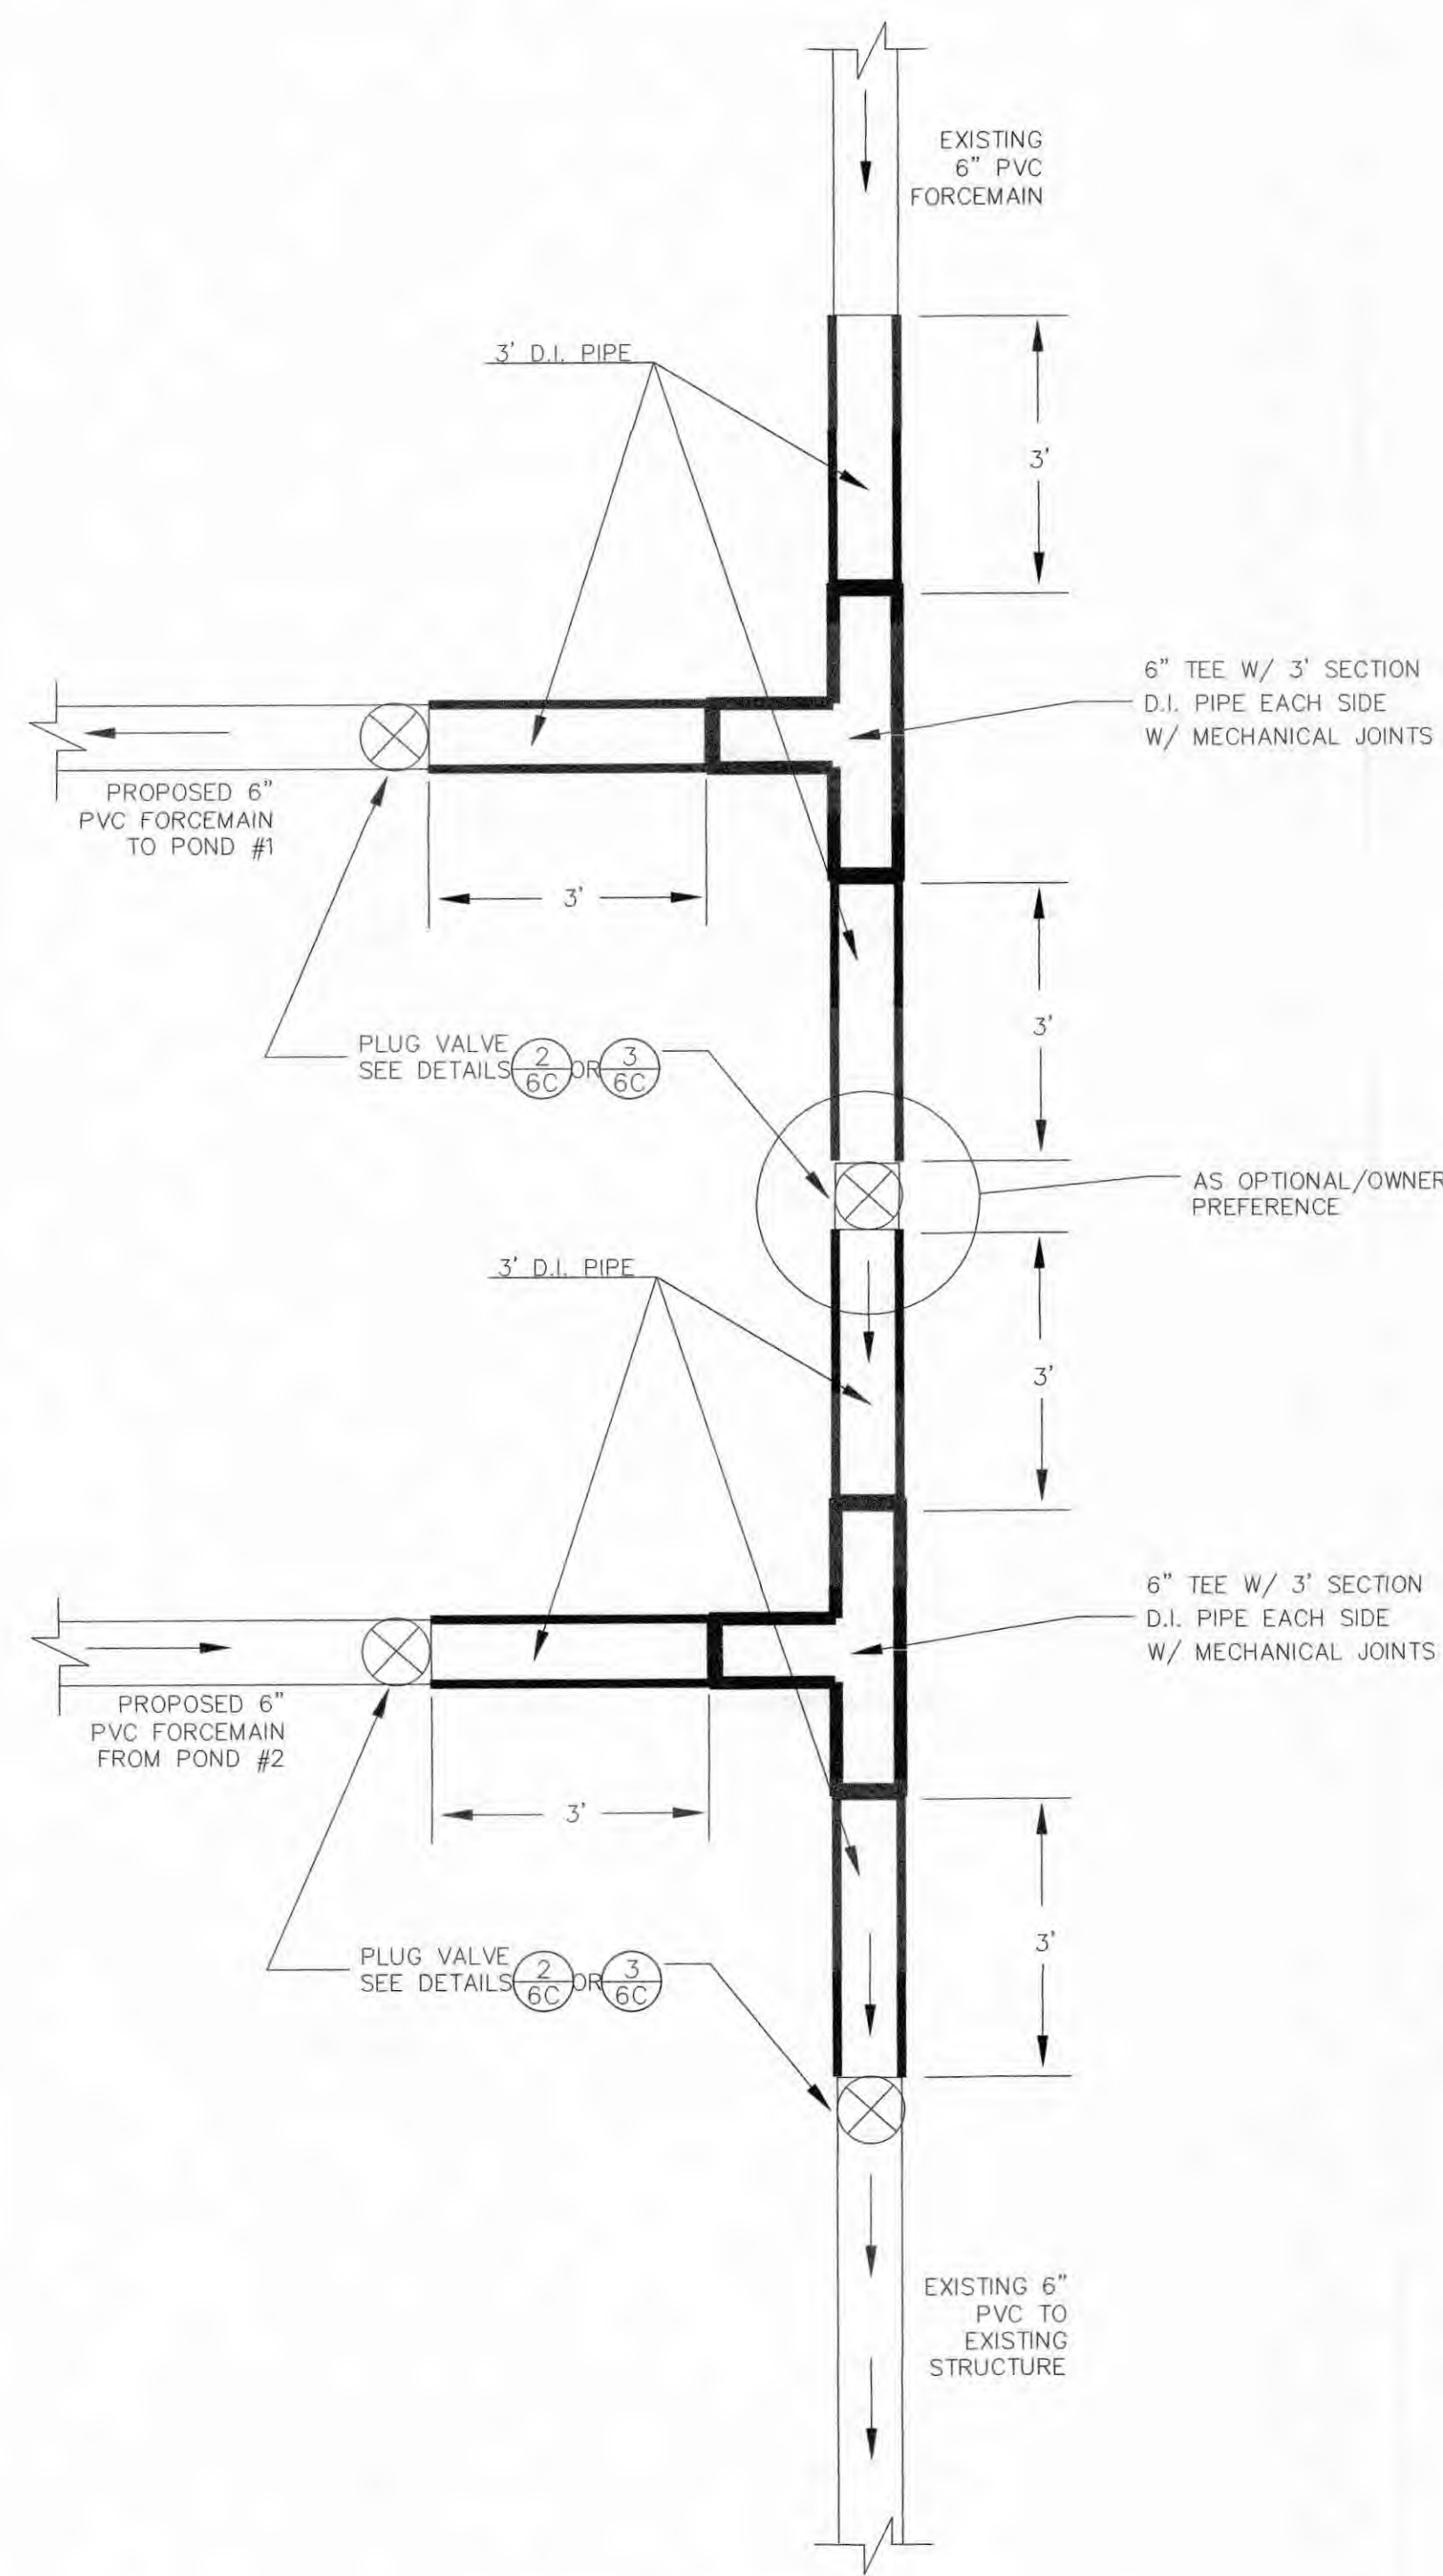 EXISTING
6" PVC
FORCEMAIN
3' D.I. PIPE
3'
6" TEE W/ 3' SECTION
D.I. PIPE EACH SIDE
W/ MECHANICAL JOINTS
PROPOSED 6"
PVC FORCEMAIN
TO POND #1
3'
3'
PLUG VALVE
SEE DETAILS 2/6C OR 3/6C
AS OPTIONAL/OWNER
PREFERENCE
3' D.I. PIPE
3'
6" TEE W/ 3' SECTION
D.I. PIPE EACH SIDE
W/ MECHANICAL JOINTS
PROPOSED 6"
PVC FORCEMAIN
FROM POND #2
3'
3'
PLUG VALVE
SEE DETAILS 2/6C OR 3/6C
EXISTING 6"
PVC TO
EXISTING
STRUCTURE